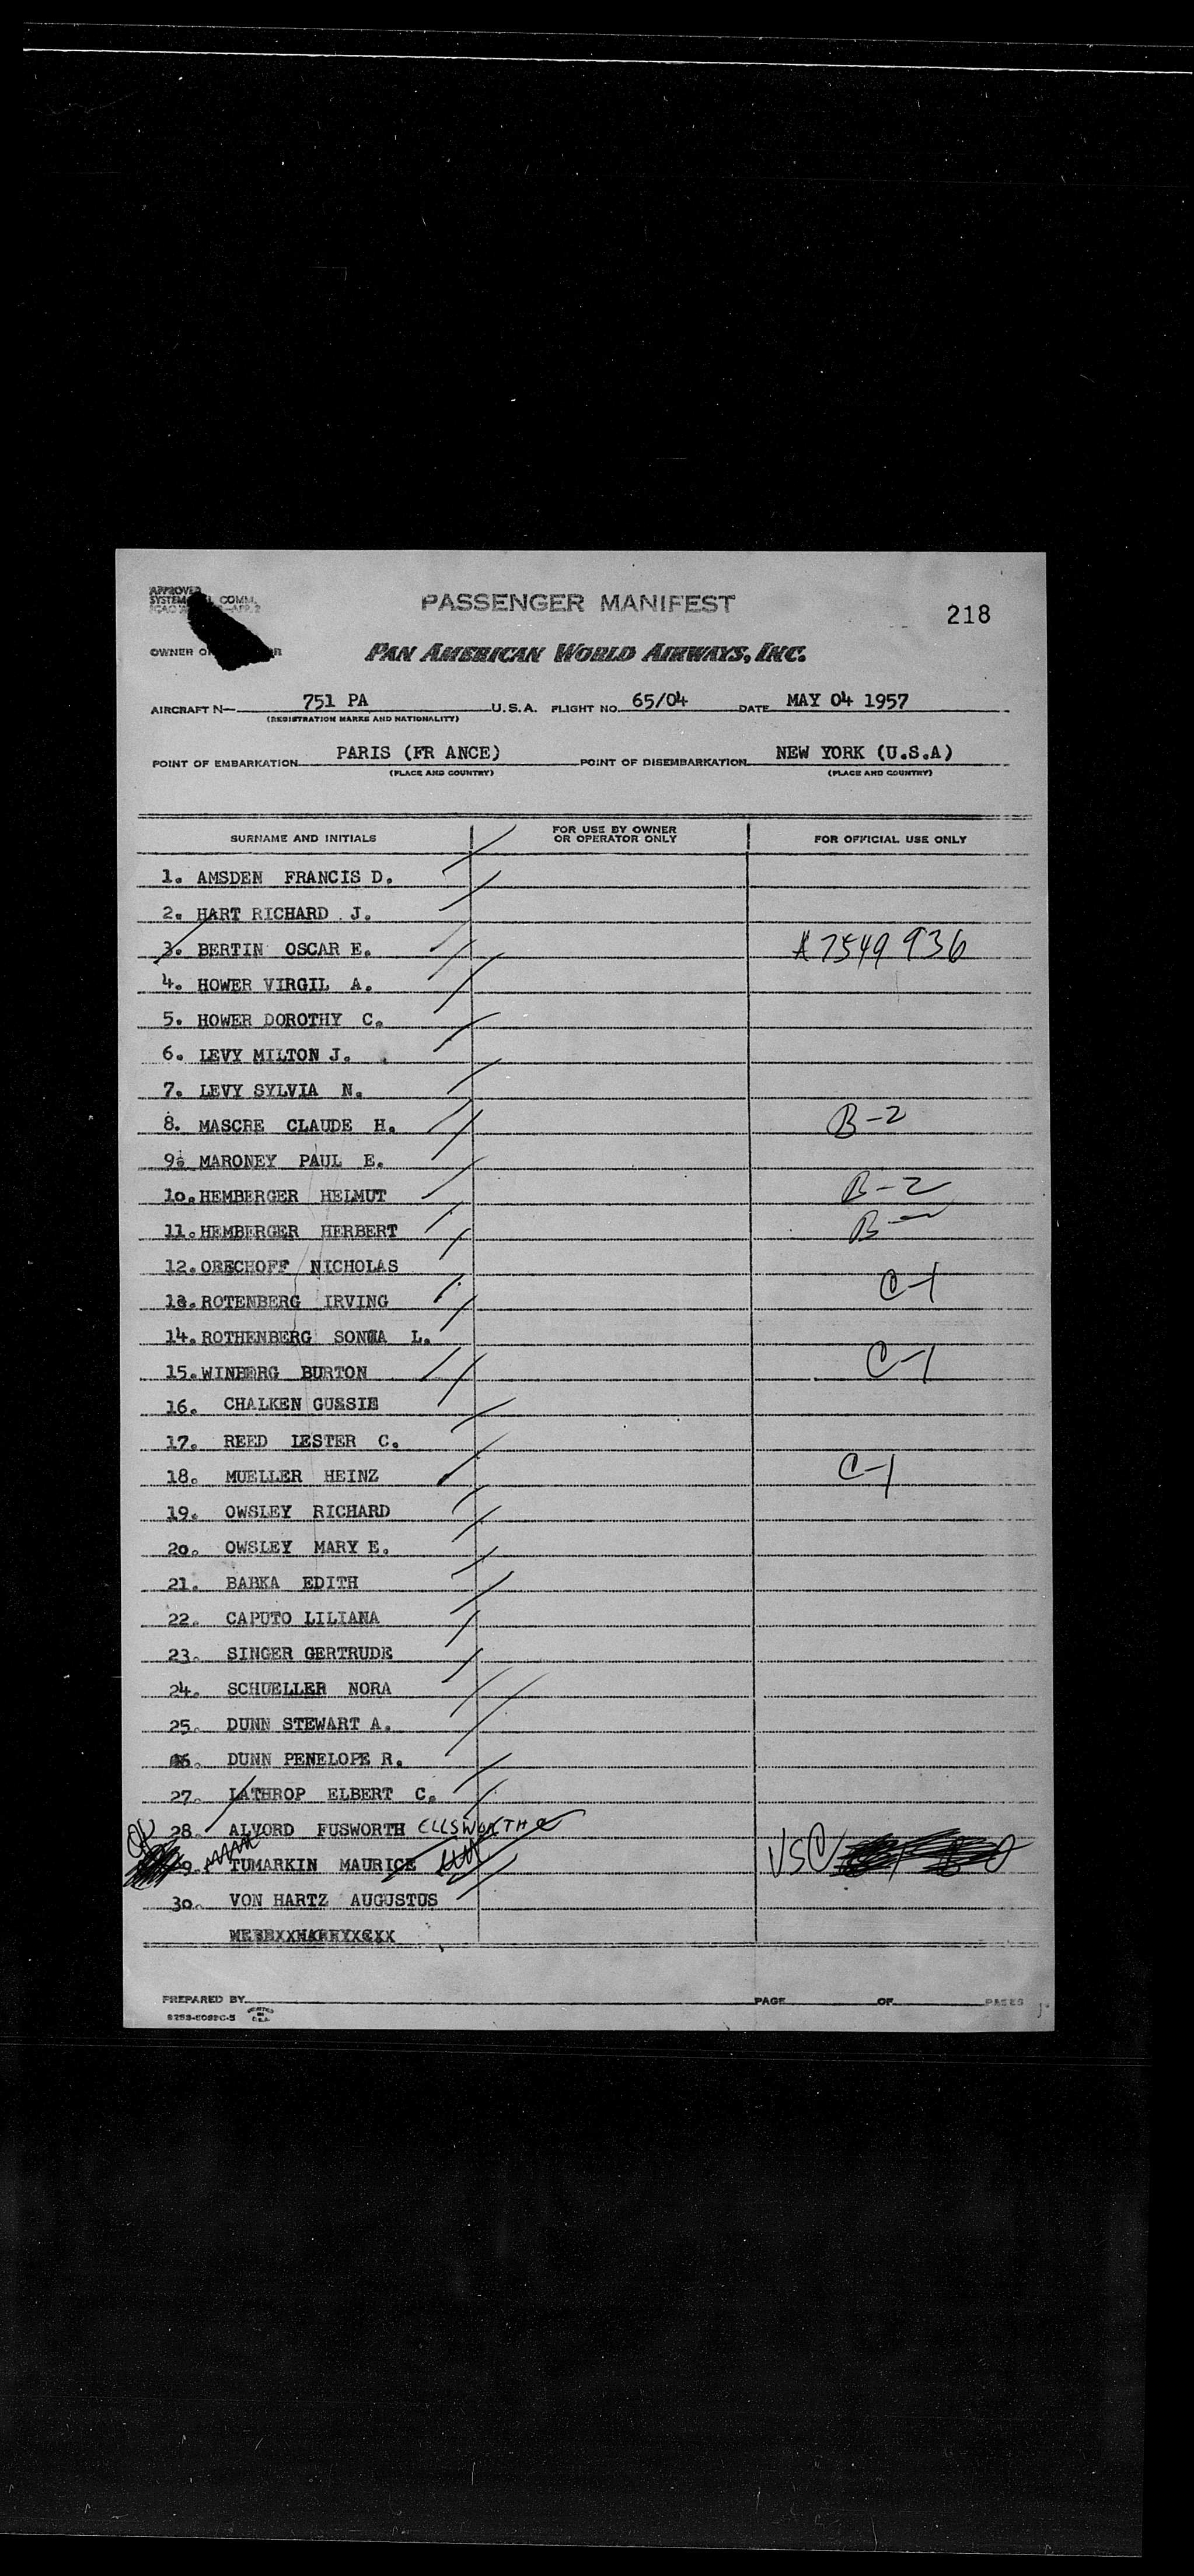 APPROVED
SYSTEM COMM.
PASSENGER MANIFEST
218
OWNER OR
PAN AMERICAN WORLD AIRWAYS, INC.
AIRCRAFT N— 751 PA U.S.A. FLIGHT NO. 65/04 DATE MAY 04 1957
(REGISTRATION MARKS AND NATIONALITY)
POINT OF EMBARKATION PARIS (FR ANCE) POINT OF DISEMBARKATION NEW YORK (U.S.A)
(PLACE AND COUNTRY) (PLACE AND COUNTRY)
SURNAME AND INITIALS FOR USE BY OWNER OR OPERATOR ONLY FOR OFFICIAL USE ONLY
1. AMSDEN FRANCIS D.
2. HART RICHARD J.
3. BERTIN OSCAR E. A7549 936
4. HOWER VIRGIL A.
5. HOWER DOROTHY C.
6. LEVY MILTON J.
7. LEVY SYLVIA N.
8. MASCRE CLAUDE H. B-2
9. MARONEY PAUL E.
10. HEMBERGER HELMUT B-2
11. HEMBERGER HERBERT B—
12. ORECHOFF NICHOLAS
13. ROTENBERG IRVING C-1
14. ROTHENBERG SONIA L.
15. WINBERG BURTON C-1
16. CHALKEN GUSSIE
17. REED LESTER C.
18. MUELLER HEINZ C-1
19. OWSLEY RICHARD
20. OWSLEY MARY E.
21. BABKA EDITH
22. CAPUTO LILIANA
23. SINGER GERTRUDE
24. SCHUELLER NORA
25. DUNN STEWART A.
26. DUNN PENELOPE R.
27. LATHROP ELBERT C.
28. ALVORD FUSWORTH ELLSWORTH
29. TUMARKIN MAURICE USC
30. VON HARTZ AUGUSTUS
PREPARED BY PAGE OF PAGES